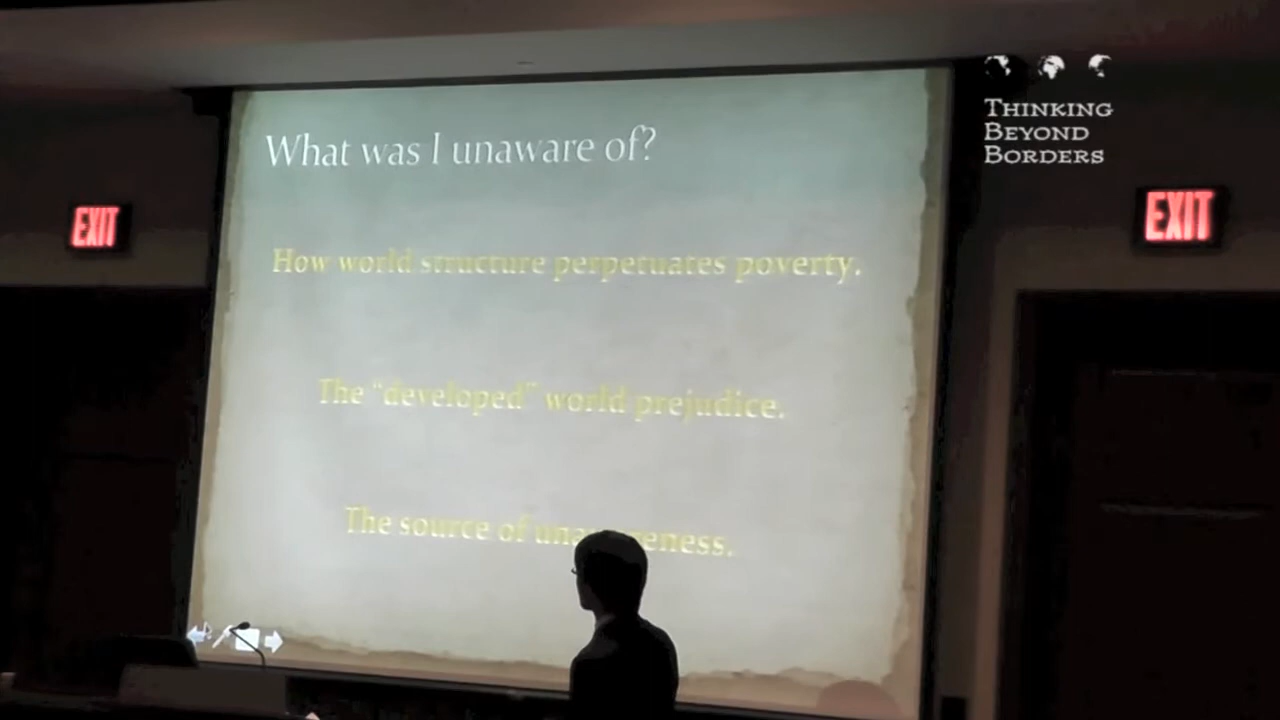 What was I unaware of?
THINKING
BEYOND
BORDERS
EXIT
EXIT
How world structure perpetuates poverty.
The “developed” world prejudice.
The source of